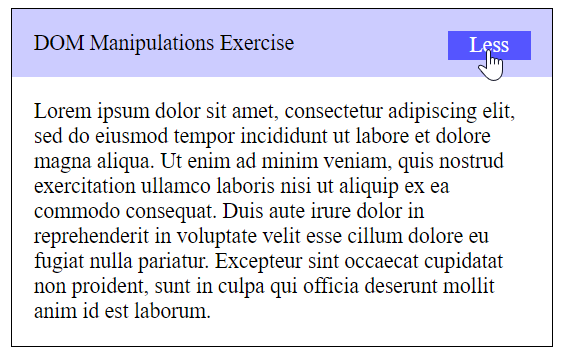 DOM Manipulations Exercise
Less
Lorem ipsum dolor sit amet, consectetur adipiscing elit,
sed do eiusmod tempor incididunt ut labore et dolore
magna aliqua. Ut enim ad minim veniam, quis nostrud
exercitation ullamco laboris nisi ut aliquip ex ea
commodo consequat. Duis aute irure dolor in
reprehenderit in voluptate velit esse cillum dolore eu
fugiat nulla pariatur. Excepteur sint occaecat cupidatat
non proident, sunt in culpa qui officia deserunt mollit
anim id est laborum.